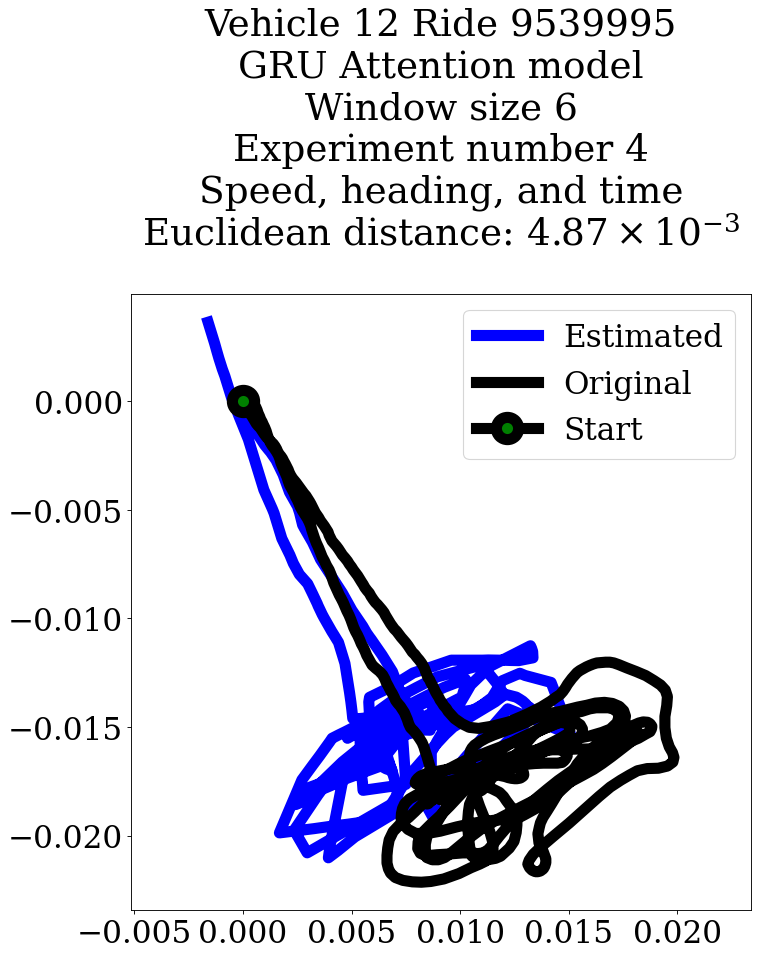 Vehicle 12 Ride 9539995
GRU Attention model
Window size 6
Experiment number 4
Speed, heading, and time
Euclidean distance: 4.87 × 10⁻³
Estimated
Original
Start
0.000
−0.005
−0.010
−0.015
−0.020
−0.005 0.000 0.005 0.010 0.015 0.020